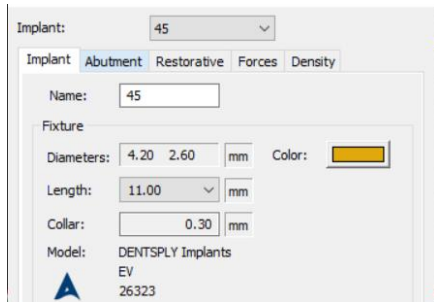 Implant: 45
Implant Abutment Restorative Forces Density
Name: 45
Fixture
Diameters: 4.20 2.60 mm Color:
Length: 11.00 mm
Collar: 0.30 mm
Model: DENTSPLY Implants
EV
26323